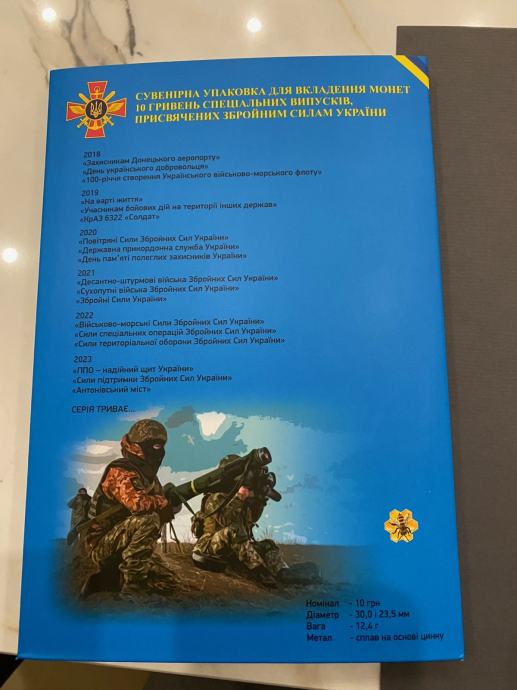 СУВЕНІРНА УПАКОВКА ДЛЯ ВКЛАДЕННЯ МОНЕТ
10 ГРИВЕНЬ СПЕЦІАЛЬНИХ ВИПУСКІВ,
ПРИСВЯЧЕНИХ ЗБРОЙНИМ СИЛАМ УКРАЇНИ
2018
«Захисникам Донецького аеропорту»
«День українського добровольця»
«100-річчя створення Українського військово-морського флоту»
2019
«На варті життя»
«Учасникам бойових дій на території інших держав»
«КрАЗ 6322 «Солдат»
2020
«Повітряні Сили Збройних Сил України»
«Державна прикордонна служба України»
«День пам’яті полеглих захисників України»
2021
«Десантно-штурмові війська Збройних Сил України»
«Сухопутні війська Збройних Сил України»
«Збройні Сили України»
2022
«Військово-морські Сили Збройних Сил України»
«Сили спеціальних операцій Збройних Сил України»
«Сили територіальної оборони Збройних Сил України»
2023
«ППО – надійний щит України»
«Сили підтримки Збройних Сил України»
«Антонівський міст»
СЕРІЯ ТРИВАЄ...
Номінал - 10 грн
Діаметр - 30,0 і 23,5 мм
Вага - 12,4 г
Метал - сплав на основі цинку